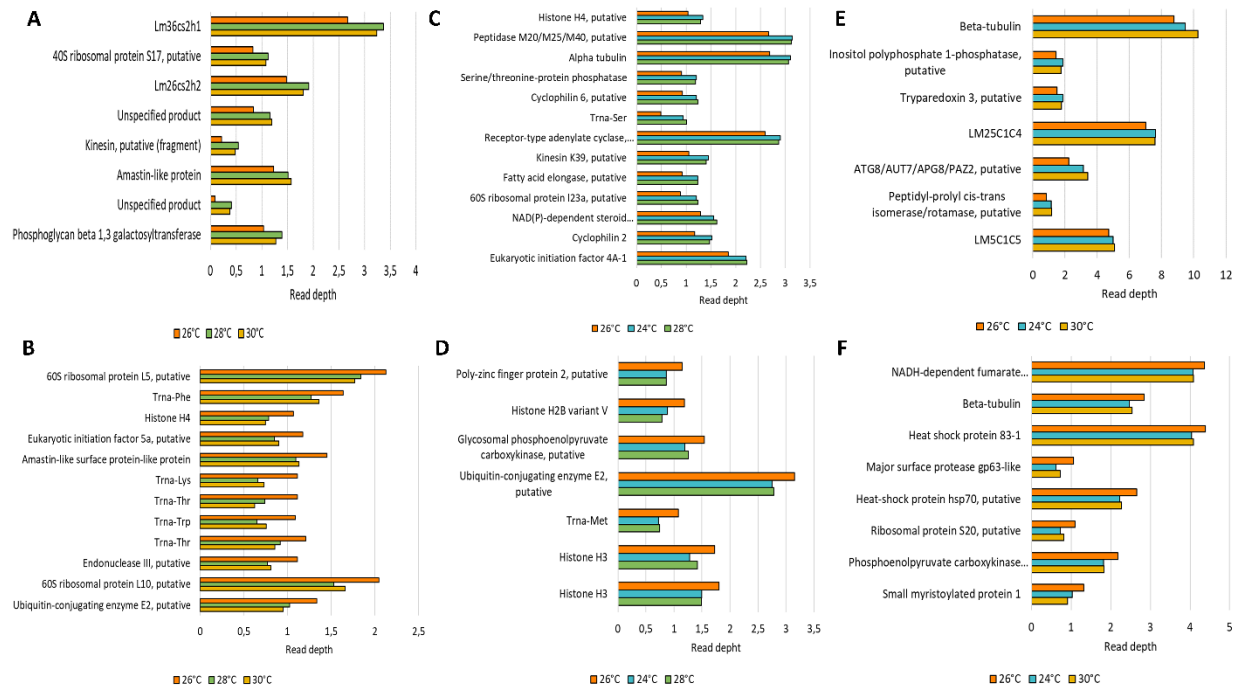 A
Lm36cs2h1
40S ribosomal protein S17, putative
Lm26cs2h2
Unspecified product
Kinesin, putative (fragment)
Amastin-like protein
Unspecified product
Phosphoglycan beta 1,3 galactosyltransferase
0 0,5 1 1,5 2 2,5 3 3,5 4
Read depth
26°C 28°C 30°C
B
60S ribosomal protein L5, putative
Trna-Phe
Histone H4
Eukaryotic initiation factor 5a, putative
Amastin-like surface protein-like protein
Trna-Lys
Trna-Thr
Trna-Trp
Trna-Thr
Endonuclease III, putative
60S ribosomal protein L10, putative
Ubiquitin-conjugating enzyme E2, putative
0 0,5 1 1,5 2 2,5
Read depth
26°C 28°C 30°C
C
Histone H4, putative
Peptidase M20/M25/M40, putative
Alpha tubulin
Serine/threonine-protein phosphatase
Cyclophilin 6, putative
Trna-Ser
Receptor-type adenylate cyclase,...
Kinesin K39, putative
Fatty acid elongase, putative
60S ribosomal protein l23a, putative
NAD(P)-dependent steroid...
Cyclophilin 2
Eukaryotic initiation factor 4A-1
0 0,5 1 1,5 2 2,5 3 3,5
Read depht
26°C 24°C 28°C
D
Poly-zinc finger protein 2, putative
Histone H2B variant V
Glycosomal phosphoenolpyruvate
carboxykinase, putative
Ubiquitin-conjugating enzyme E2,
putative
Trna-Met
Histone H3
Histone H3
0 0,5 1 1,5 2 2,5 3 3,5
Read depht
26°C 24°C 28°C
E
Beta-tubulin
Inositol polyphosphate 1-phosphatase,
putative
Tryparedoxin 3, putative
LM25C1C4
ATG8/AUT7/APG8/PAZ2, putative
Peptidyl-prolyl cis-trans
isomerase/rotamase, putative
LM5C1C5
0 2 4 6 8 10 12
Read depth
26°C 24°C 30°C
F
NADH-dependent fumarate...
Beta-tubulin
Heat shock protein 83-1
Major surface protease gp63-like
Heat-shock protein hsp70, putative
Ribosomal protein S20, putative
Phosphoenolpyruvate carboxykinase...
Small myristoylated protein 1
0 1 2 3 4 5
Read depth
26°C 24°C 30°C